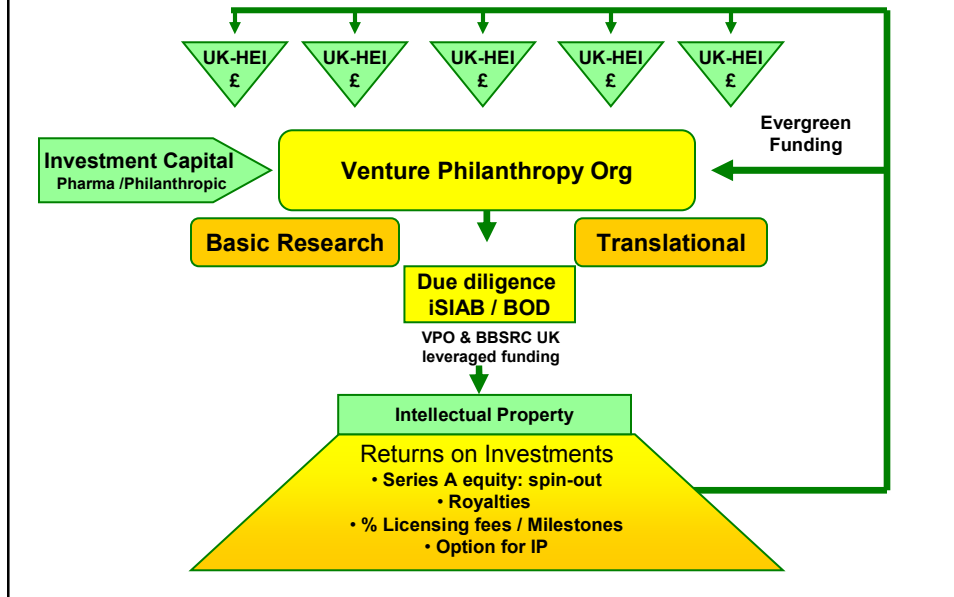 UK-HEI
£
UK-HEI
£
UK-HEI
£
UK-HEI
£
UK-HEI
£
Evergreen
Funding
Investment Capital
Pharma /Philanthropic
Venture Philanthropy Org
Basic Research
Translational
Due diligence
iSIAB / BOD
VPO & BBSRC UK
leveraged funding
Intellectual Property
Returns on Investments
• Series A equity: spin-out
• Royalties
• % Licensing fees / Milestones
• Option for IP